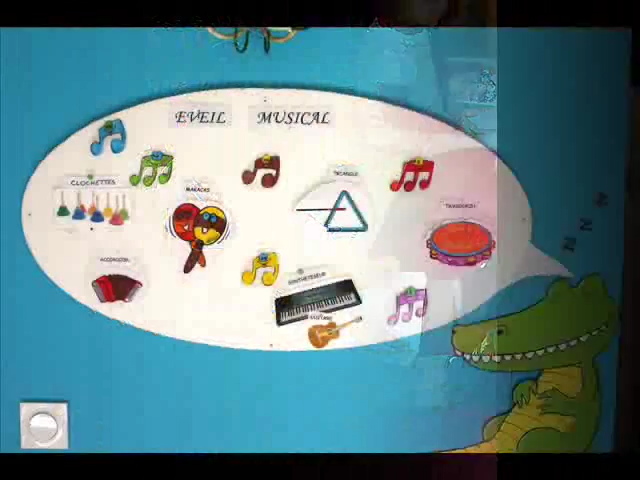 EVEIL MUSICAL
TRIANGLE
CLOCHETTES
MARACAS
TAMBOURIN
ACCORDEON
SYNTHETISEUR
GUITARE
Z
Z
Z